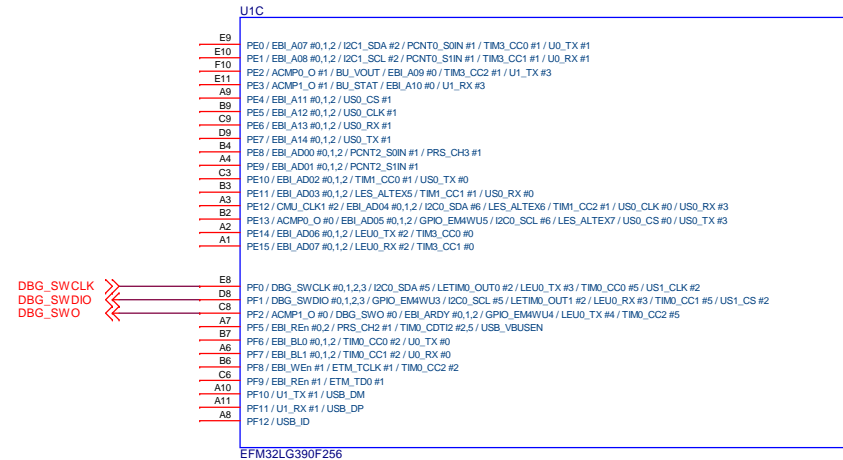 U1C
E9 PE0 / EBI_A07 #0,1,2 / I2C1_SDA #2 / PCNT0_S0IN #1 / TIM3_CC0 #1 / U0_TX #1
E10 PE1 / EBI_A08 #0,1,2 / I2C1_SCL #2 / PCNT0_S1IN #1 / TIM3_CC1 #1 / U0_RX #1
F10 PE2 / ACMP0_O #1 / BU_VOUT / EBI_A09 #0 / TIM3_CC2 #1 / U1_TX #3
E11 PE3 / ACMP1_O #1 / BU_STAT / EBI_A10 #0 / U1_RX #3
A9 PE4 / EBI_A11 #0,1,2 / US0_CS #1
B9 PE5 / EBI_A12 #0,1,2 / US0_CLK #1
C9 PE6 / EBI_A13 #0,1,2 / US0_RX #1
D9 PE7 / EBI_A14 #0,1,2 / US0_TX #1
B4 PE8 / EBI_AD00 #0,1,2 / PCNT2_S0IN #1 / PRS_CH3 #1
A4 PE9 / EBI_AD01 #0,1,2 / PCNT2_S1IN #1
C3 PE10 / EBI_AD02 #0,1,2 / TIM1_CC0 #1 / US0_TX #0
B3 PE11 / EBI_AD03 #0,1,2 / LES_ALTEX5 / TIM1_CC1 #1 / US0_RX #0
A3 PE12 / CMU_CLK1 #2 / EBI_AD04 #0,1,2 / I2C0_SDA #6 / LES_ALTEX6 / TIM1_CC2 #1 / US0_CLK #0 / US0_RX #3
B2 PE13 / ACMP0_O #0 / EBI_AD05 #0,1,2 / GPIO_EM4WU5 / I2C0_SCL #6 / LES_ALTEX7 / US0_CS #0 / US0_TX #3
A2 PE14 / EBI_AD06 #0,1,2 / LEU0_TX #2 / TIM3_CC0 #0
A1 PE15 / EBI_AD07 #0,1,2 / LEU0_RX #2 / TIM3_CC1 #0
DBG_SWCLK E8 PF0 / DBG_SWCLK #0,1,2,3 / I2C0_SDA #5 / LETIM0_OUT0 #2 / LEU0_TX #3 / TIM0_CC0 #5 / US1_CLK #2
DBG_SWDIO D8 PF1 / DBG_SWDIO #0,1,2,3 / GPIO_EM4WU3 / I2C0_SCL #5 / LETIM0_OUT1 #2 / LEU0_RX #3 / TIM0_CC1 #5 / US1_CS #2
DBG_SWO C8 PF2 / ACMP1_O #0 / DBG_SWO #0 / EBI_ARDY #0,1,2 / GPIO_EM4WU4 / LEU0_TX #4 / TIM0_CC2 #5
A7 PF5 / EBI_REn #0,2 / PRS_CH2 #1 / TIM0_CDTI2 #2,5 / USB_VBUSEN
B7 PF6 / EBI_BL0 #0,1,2 / TIM0_CC0 #2 / U0_TX #0
A6 PF7 / EBI_BL1 #0,1,2 / TIM0_CC1 #2 / U0_RX #0
B6 PF8 / EBI_WEn #1 / ETM_TCLK #1 / TIM0_CC2 #2
C6 PF9 / EBI_REn #1 / ETM_TD0 #1
A10 PF10 / U1_TX #1 / USB_DM
A11 PF11 / U1_RX #1 / USB_DP
A8 PF12 / USB_ID
EFM32LG390F256